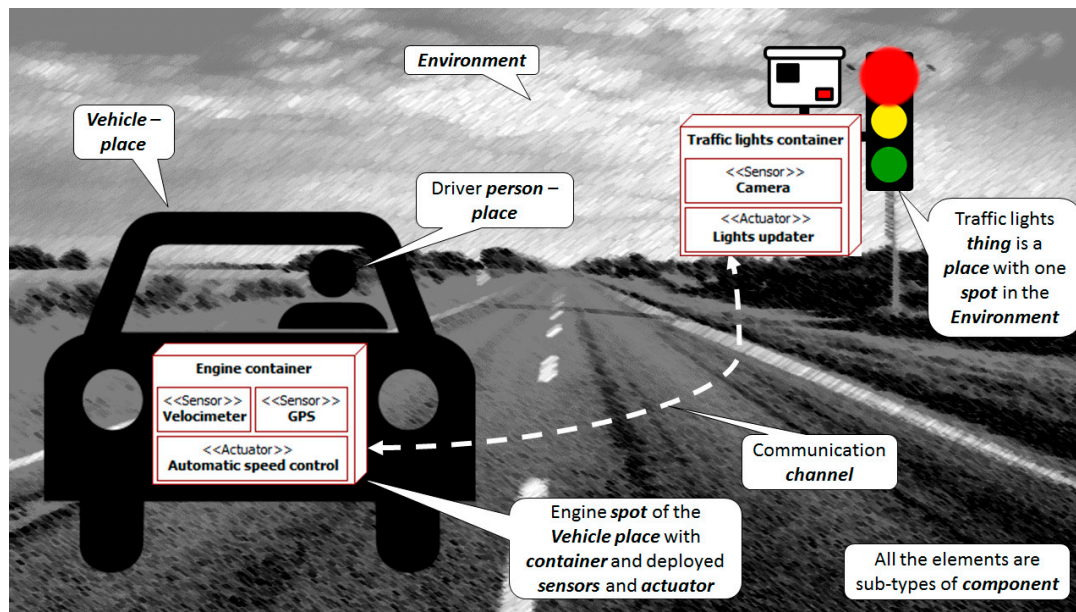 Environment
Vehicle –
place
Driver person –
place
Traffic lights container
<<Sensor>>
Camera
<<Actuator>>
Lights updater
Traffic lights
thing is a
place with one
spot in the
Environment
Engine container
<<Sensor>>
Velocimeter
<<Sensor>>
GPS
<<Actuator>>
Automatic speed control
Communication
channel
Engine spot of the
Vehicle place with
container and deployed
sensors and actuator
All the elements are
sub-types of component